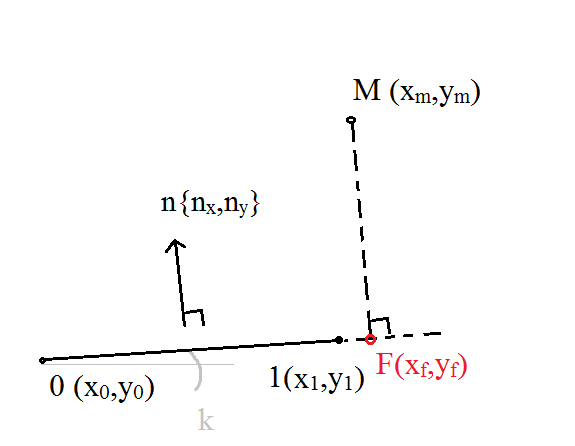 M (xm,ym)
n{nx,ny}
F(xf,yf)
1(x1,y1)
0 (x0,y0)
k